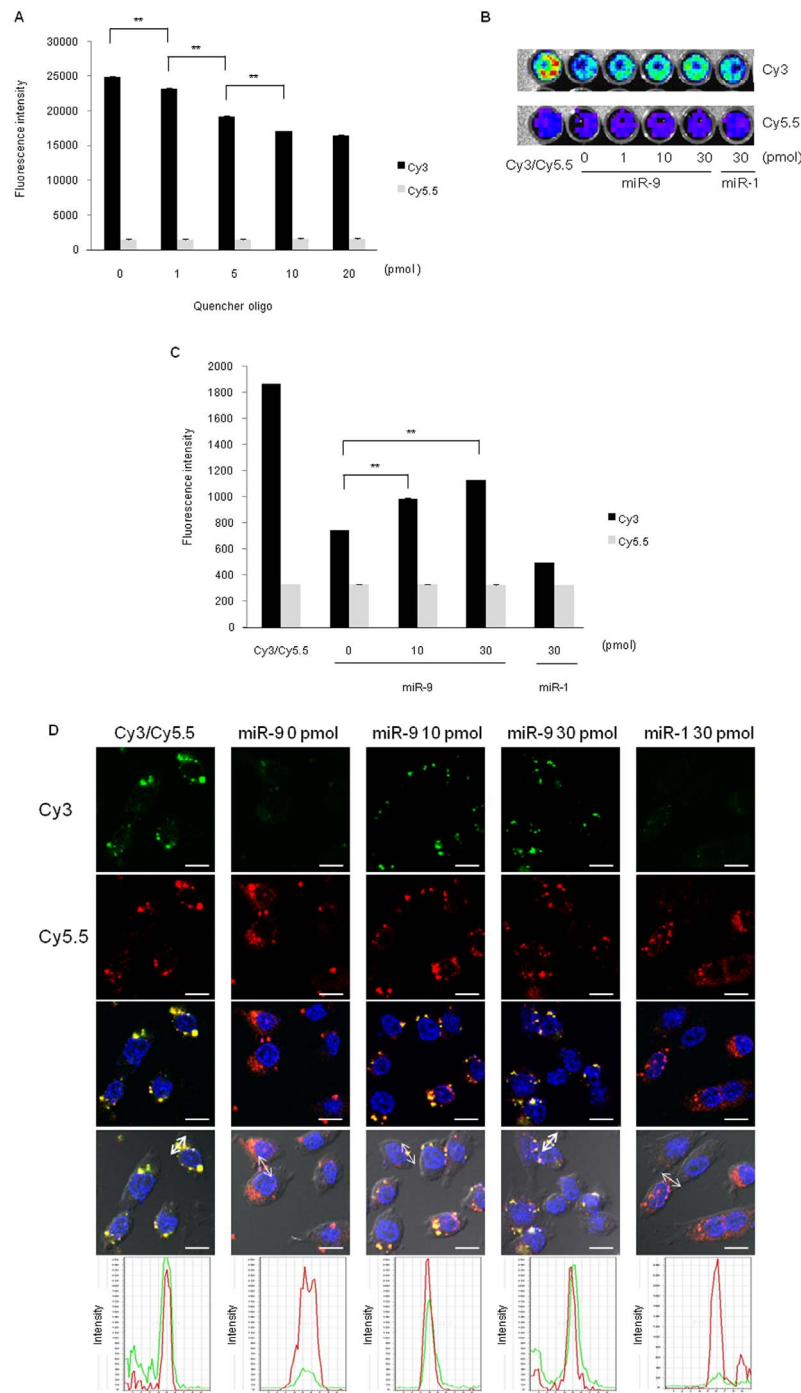 A
**
**
**
30000
25000
20000
15000
10000
5000
0
Fluorescence intensity
0 1 5 10 20 (pmol )
Quencher oligo
Cy3
Cy5.5
B
Cy3
Cy5.5
Cy3/Cy5.5 0 1 10 30 30 (pmol)
miR-9 miR-1
C
2000
1800
1600
1400
1200
1000
800
600
400
200
0
Fluorescence intensity
**
**
Cy3
Cy5.5
Cy3/Cy5.5 0 10 30 30 (pmol)
miR-9 miR-1
D
Cy3/Cy5.5 miR-9 0 pmol miR-9 10 pmol miR-9 30 pmol miR-1 30 pmol
Cy3
Cy5.5
Intensity Intensity Intensity Intensity Intensity